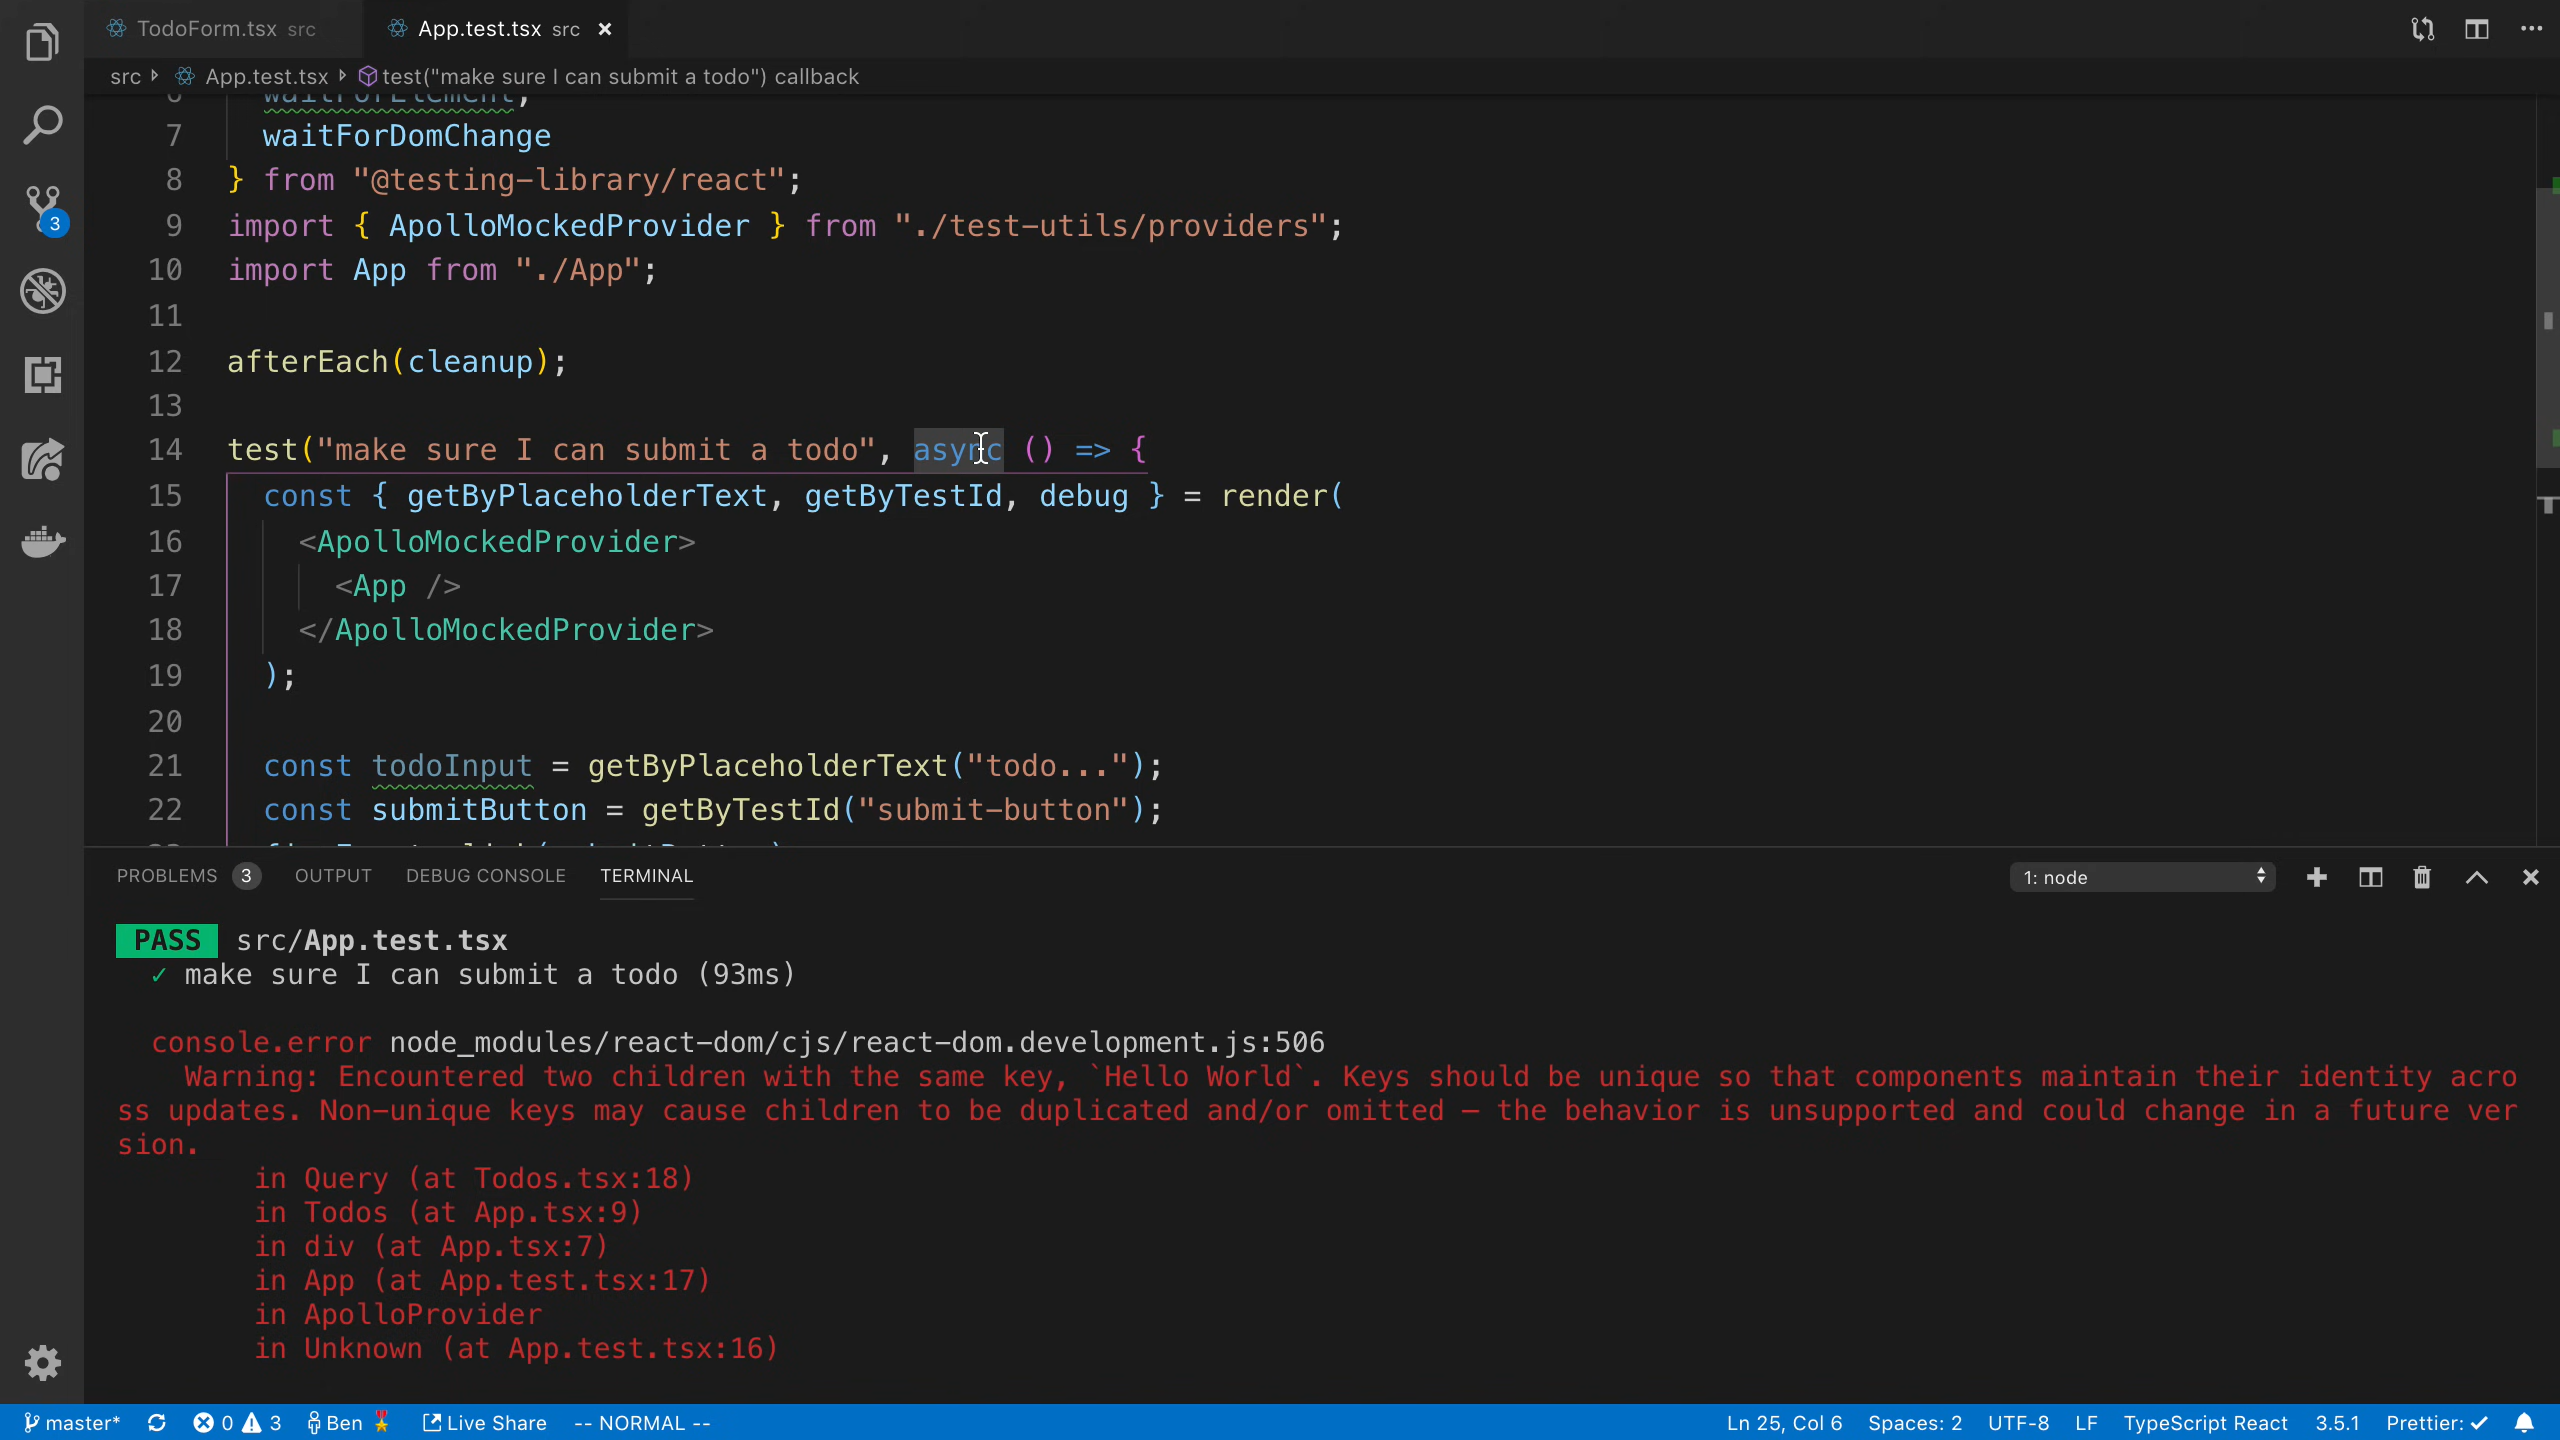 TodoForm.tsx src
App.test.tsx src
src App.test.tsx test("make sure I can submit a todo") callback
6 waitForElement,
7 waitForDomChange
8 } from "@testing-library/react";
9 import { ApolloMockedProvider } from "./test-utils/providers";
10 import App from "./App";
11
12 afterEach(cleanup);
13
14 test("make sure I can submit a todo", async () => {
15 const { getByPlaceholderText, getByTestId, debug } = render(
16 <ApolloMockedProvider>
17 <App />
18 </ApolloMockedProvider>
19 );
20
21 const todoInput = getByPlaceholderText("todo...");
22 const submitButton = getByTestId("submit-button");
3
PROBLEMS 3 OUTPUT DEBUG CONSOLE TERMINAL 1: node
PASS src/App.test.tsx
✓ make sure I can submit a todo (93ms)
console.error node_modules/react-dom/cjs/react-dom.development.js:506
Warning: Encountered two children with the same key, `Hello World`. Keys should be unique so that components maintain their identity acro
ss updates. Non-unique keys may cause children to be duplicated and/or omitted — the behavior is unsupported and could change in a future ver
sion.
in Query (at Todos.tsx:18)
in Todos (at App.tsx:9)
in div (at App.tsx:7)
in App (at App.test.tsx:17)
in ApolloProvider
in Unknown (at App.test.tsx:16)
master* 0 3 Ben Live Share -- NORMAL -- Ln 25, Col 6 Spaces: 2 UTF-8 LF TypeScript React 3.5.1 Prettier: ✓